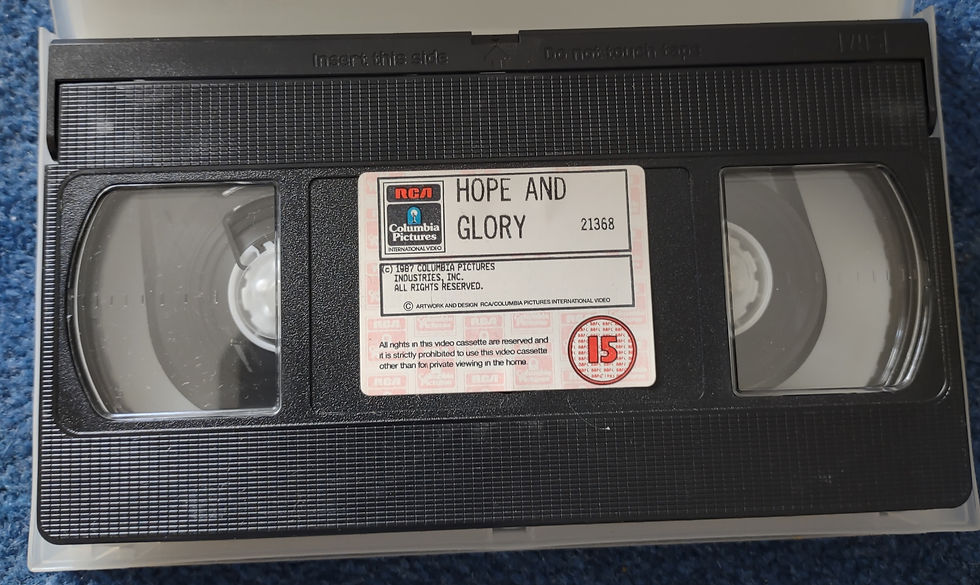 Insert this side
Do not touch tape
VHS
RCA
Columbia
Pictures
INTERNATIONAL VIDEO
HOPE AND
GLORY
21368
(c) 1987 COLUMBIA PICTURES
INDUSTRIES, INC.
ALL RIGHTS RESERVED.
© ARTWORK AND DESIGN RCA/COLUMBIA PICTURES INTERNATIONAL VIDEO
All rights in this video cassette are reserved and
it is strictly prohibited to use this video cassette
other than for private viewing in the home.
15